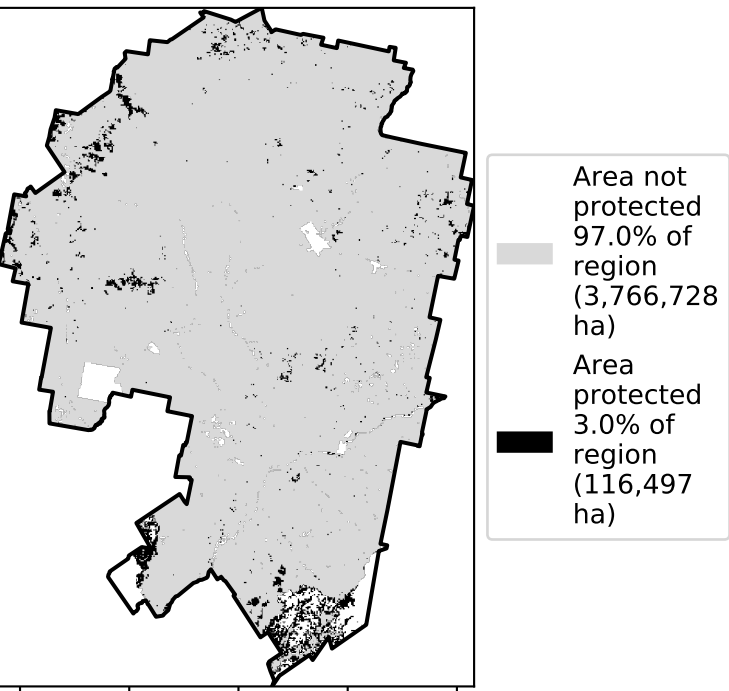 Area not
protected
97.0% of
region
(3,766,728
ha)
Area
protected
3.0% of
region
(116,497
ha)